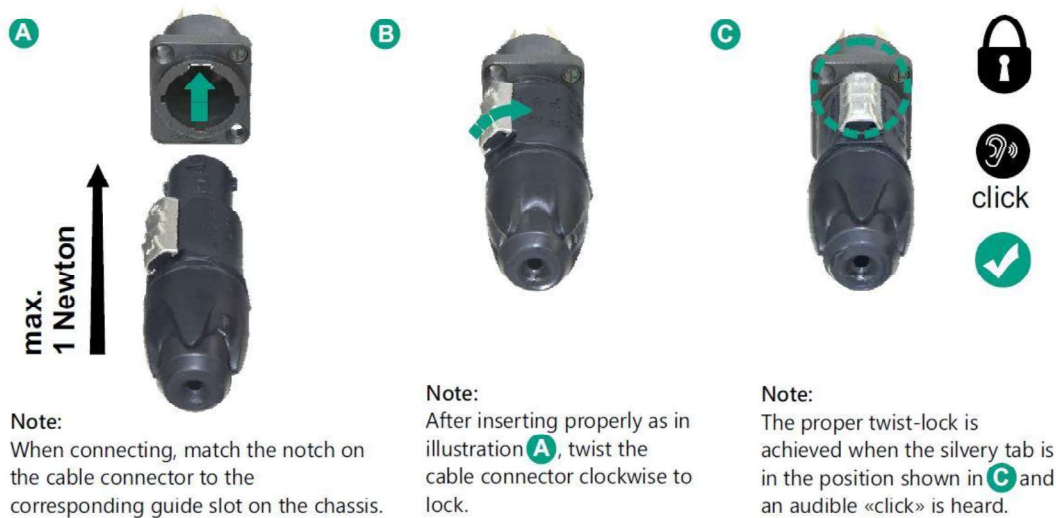 A
max.
1 Newton
Note:
When connecting, match the notch on
the cable connector to the
corresponding guide slot on the chassis.
B
Note:
After inserting properly as in
illustration A, twist the
cable connector clockwise to
lock.
C
click
Note:
The proper twist-lock is
achieved when the silvery tab is
in the position shown in C and
an audible «click» is heard.